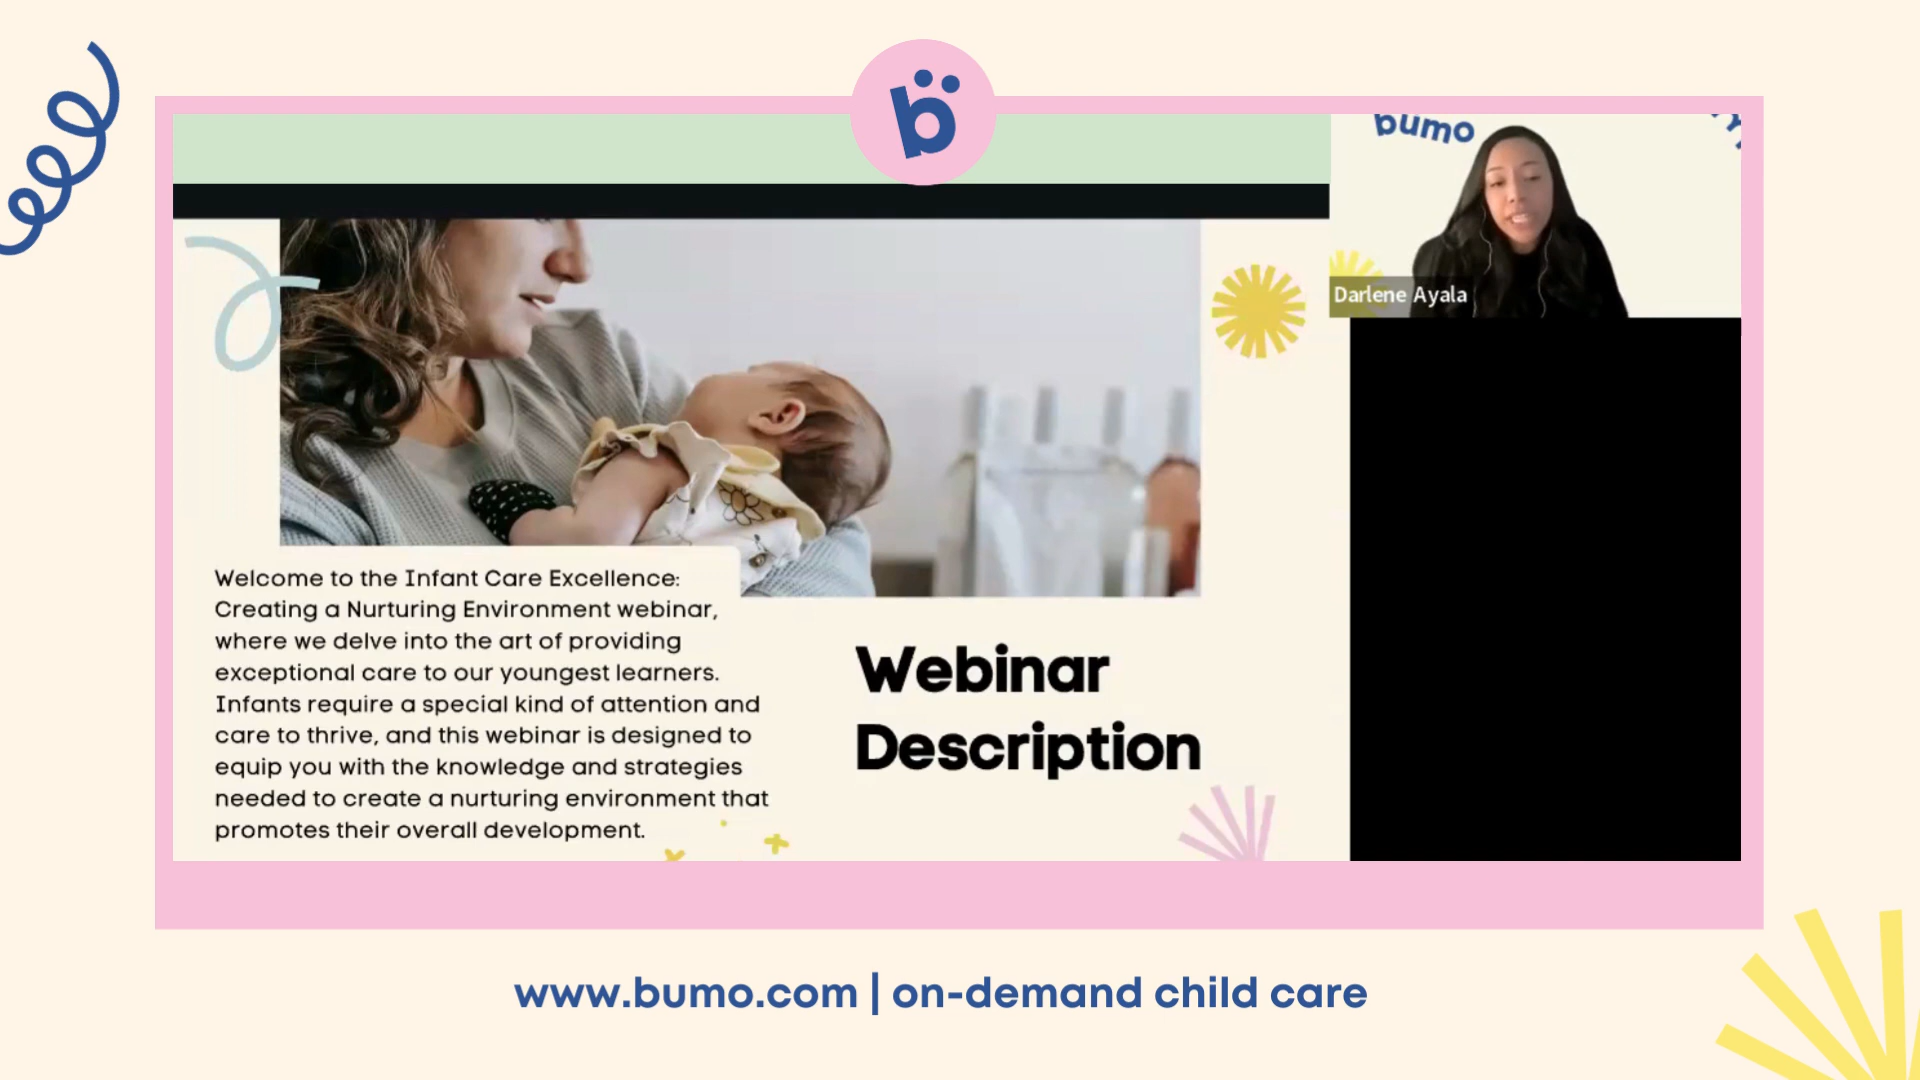 b
bumo
Darlene Ayala
Welcome to the Infant Care Excellence:
Creating a Nurturing Environment webinar,
where we delve into the art of providing
exceptional care to our youngest learners.
Infants require a special kind of attention and
care to thrive, and this webinar is designed to
equip you with the knowledge and strategies
needed to create a nurturing environment that
promotes their overall development.
Webinar
Description
www.bumo.com | on-demand child care